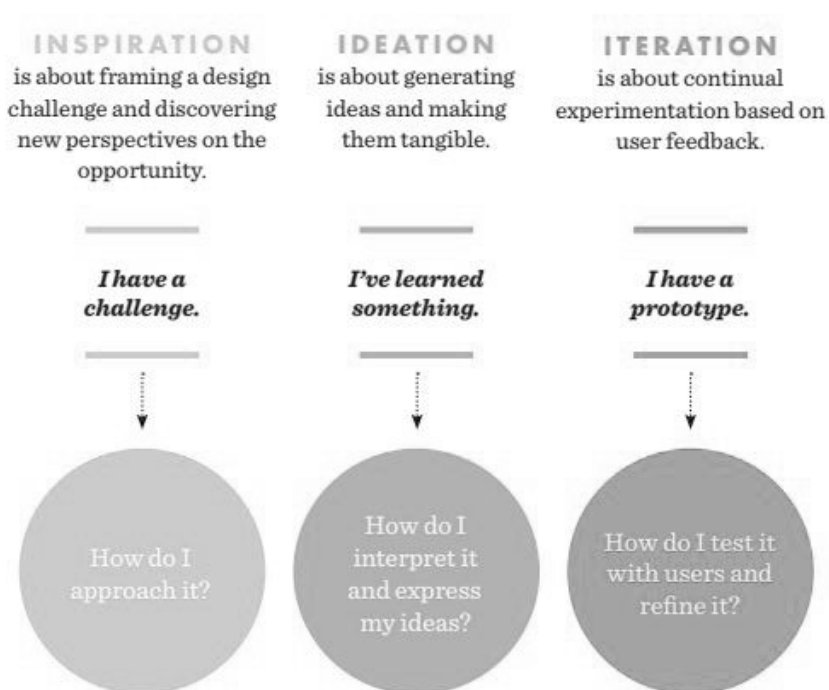 INSPIRATION
is about framing a design
challenge and discovering
new perspectives on the
opportunity.
I have a
challenge.
How do I
approach it?
IDEATION
is about generating
ideas and making
them tangible.
I've learned
something.
How do I
interpret it
and express
my ideas?
ITERATION
is about continual
experimentation based on
user feedback.
I have a
prototype.
How do I test it
with users and
refine it?